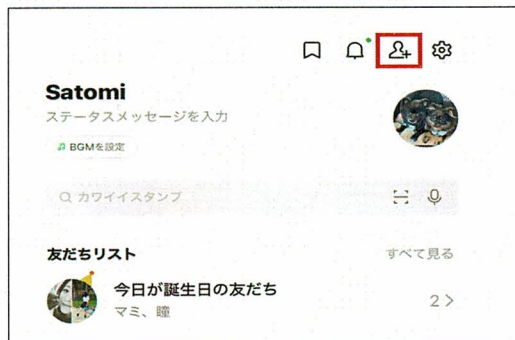 Satomi
ステータスメッセージを入力
BGMを設定
カワイイスタンプ
友だちリスト
すべて見る
今日が誕生日の友だち
マミ、瞳
2